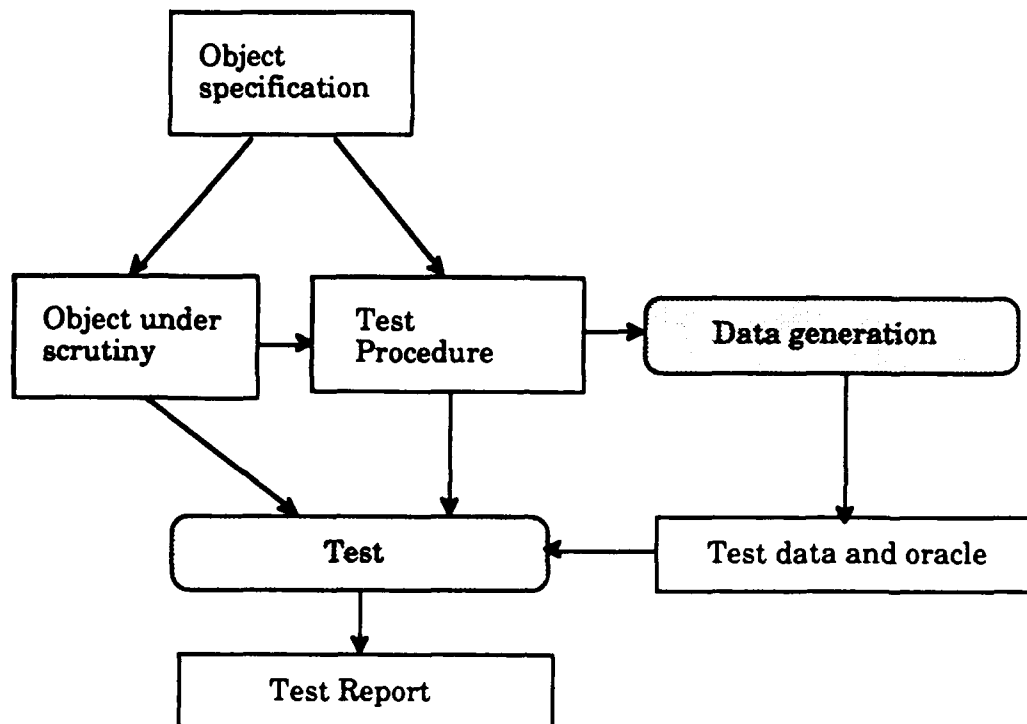 Object
specification
Object under
scrutiny
Test
Procedure
Data generation
Test
Test data and oracle
Test Report